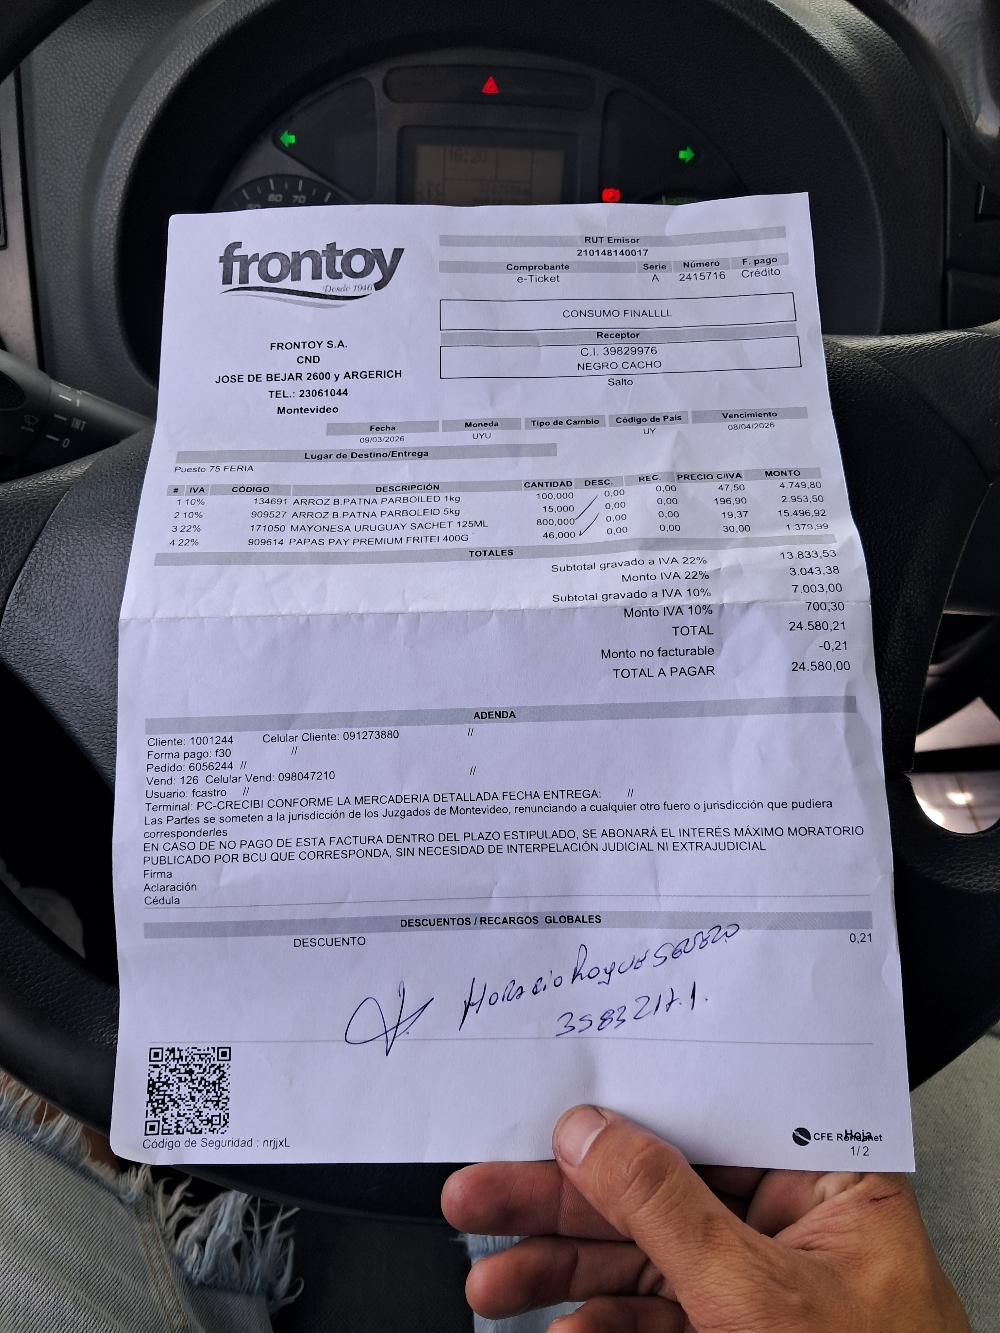 frontoy
Desde 1946
FRONTOY S.A.
CND
JOSE DE BEJAR 2600 y ARGERICH
TEL.: 23061044
Montevideo
RUT Emisor
210148140017
Comprobante Serie Número F. pago
e-Ticket A 2415716 Crédito
CONSUMO FINALLLL
Receptor
C.I. 39829976
NEGRO CACHO
Salto
Fecha Moneda Tipo de Cambio Código de País Vencimiento
09/03/2026 UYU UY 08/04/2026
Lugar de Destino/Entrega
Puesto 75 FERIA
# IVA CÓDIGO DESCRIPCIÓN CANTIDAD DESC. REC. PRECIO C/IVA MONTO
1 10% 134691 ARROZ B.PATNA PARBOILED 1kg 100,000 0,00 0,00 47,50 4.749,80
2 10% 909527 ARROZ B.PATNA PARBOLEID 5kg 15,000 0,00 0,00 196,90 2.953,50
3 22% 171050 MAYONESA URUGUAY SACHET 125ML 800,000 0,00 0,00 19,37 15.496,92
4 22% 909614 PAPAS PAY PREMIUM FRITEI 400G 46,000 0,00 0,00 30,00 1.379,99
TOTALES
Subtotal gravado a IVA 22% 13.833,53
Monto IVA 22% 3.043,38
Subtotal gravado a IVA 10% 7.003,00
Monto IVA 10% 700,30
TOTAL 24.580,21
Monto no facturable -0,21
TOTAL A PAGAR 24.580,00
ADENDA
Cliente: 1001244 Celular Cliente: 091273880 //
Forma pago: f30 //
Pedido: 6056244 //
Vend: 126 Celular Vend: 098047210 //
Usuario: fcastro //
Terminal: PC-CRECIBI CONFORME LA MERCADERIA DETALLADA FECHA ENTREGA: //
Las Partes se someten a la jurisdicción de los Juzgados de Montevideo, renunciando a cualquier otro fuero o jurisdicción que pudiera
corresponderles
EN CASO DE NO PAGO DE ESTA FACTURA DENTRO DEL PLAZO ESTIPULADO, SE ABONARÁ EL INTERÉS MÁXIMO MORATORIO
PUBLICADO POR BCU QUE CORRESPONDA, SIN NECESIDAD DE INTERPELACIÓN JUDICIAL NI EXTRAJUDICIAL
Firma
Aclaración
Cédula
DESCUENTOS / RECARGOS GLOBALES
DESCUENTO 0,21
Horacio Roque
3583217.1.
Código de Seguridad : nrjjxL
CFE
Hoja
1/2
16:20
60 70
INT
0